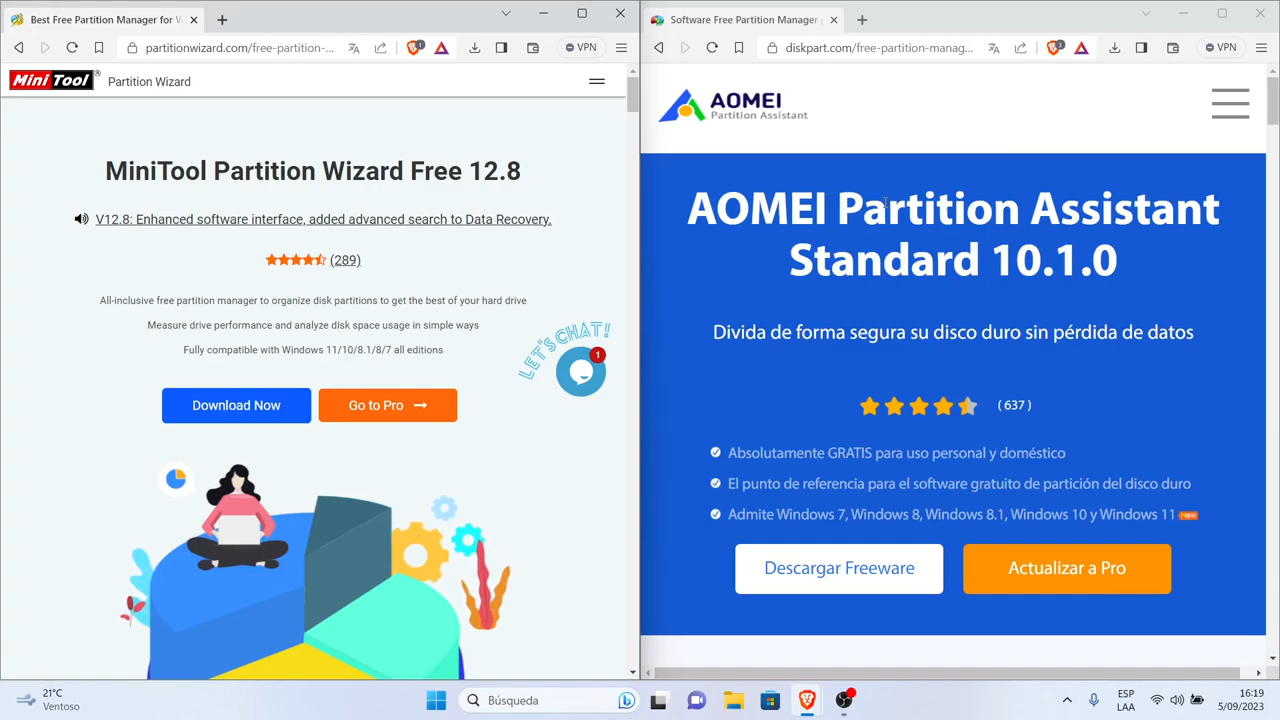 Best Free Partition Manager for W
partitionwizard.com/free-partition-...
1
VPN
Mini Tool® Partition Wizard
MiniTool Partition Wizard Free 12.8
V12.8: Enhanced software interface, added advanced search to Data Recovery.
(289)
All-inclusive free partition manager to organize disk partitions to get the best of your hard drive
Measure drive performance and analyze disk space usage in simple ways
Fully compatible with Windows 11/10/8.1/8/7 all editions
LET'S CHAT!
1
Download Now
Go to Pro
Software Free Partition Manager
diskpart.com/free-partition-manag...
3
VPN
AOMEI
Partition Assistant
AOMEI Partition Assistant
Standard 10.1.0
Divida de forma segura su disco duro sin pérdida de datos
( 637 )
Absolutamente GRATIS para uso personal y doméstico
El punto de referencia para el software gratuito de partición del disco duro
Admite Windows 7, Windows 8, Windows 8.1, Windows 10 y Windows 11 NEW
Descargar Freeware
Actualizar a Pro
21°C
Ventoso
Búsqueda
ESP
LAA
16:19
5/09/2023